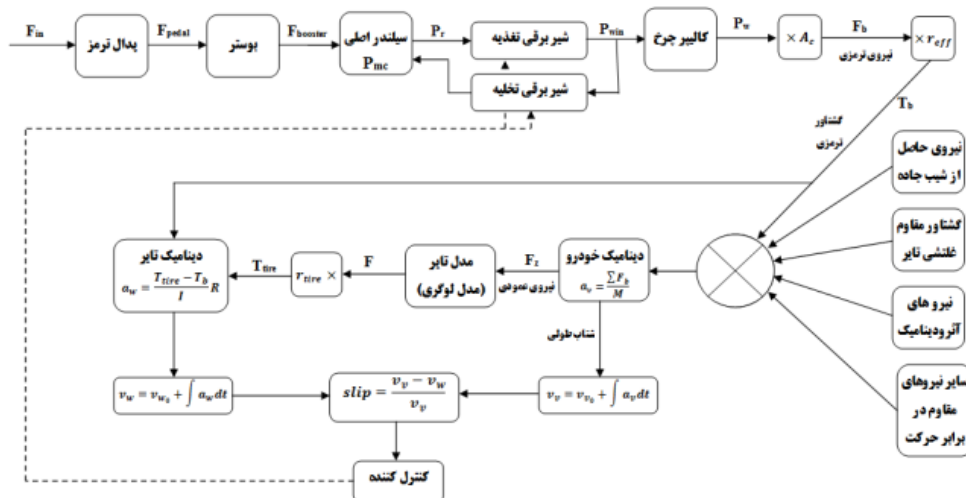 F_in
پدال ترمز
F_pedal
بوستر
F_booster
سیلندر اصلی
P_r
P_mc
شیر برقی تغذیه
شیر برقی تخلیه
P_win
کالیپر چرخ
P_w
× A_c
F_b
نیروی ترمزی
× r_eff
T_b
گشتاور
ترمزی
نیروی حاصل
از شیب جاده
گشتاور مقاوم
غلتشی تایر
نیرو های
آئرودینامیک
سایر نیروهای
مقاوم در
برابر حرکت
دینامیک خودرو
a_v = ∑F_b / M
F_z
نیروی عمودی
مدل تایر
(مدل لوگری)
F
r_tire ×
T_tire
دینامیک تایر
a_w = (T_tire − T_b) / I R
شتاب طولی
v_w = v_w0 + ∫ a_w dt
slip = (v_v − v_w) / v_v
v_v = v_v0 + ∫ a_v dt
کنترل کننده